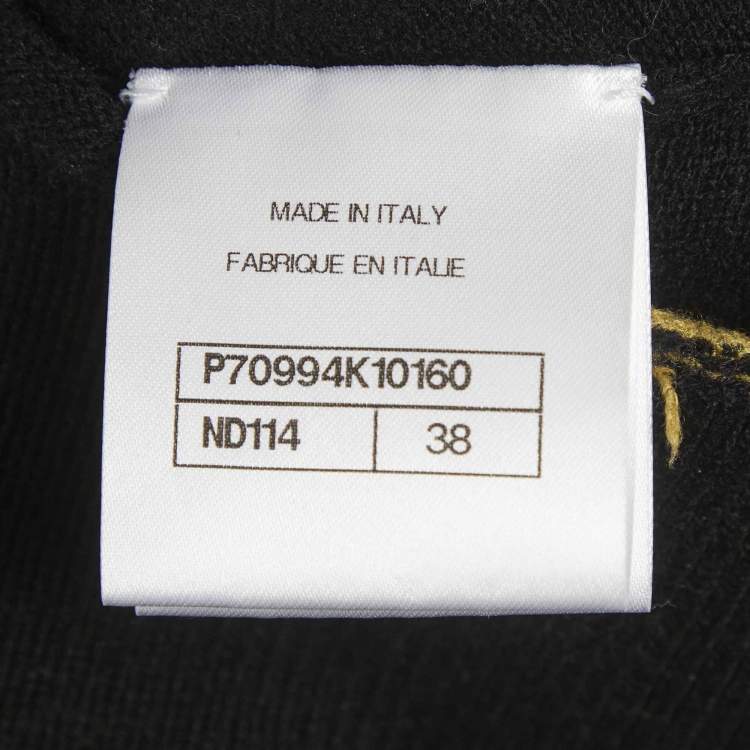 MADE IN ITALY
FABRIQUE EN ITALIE
P70994K10160
ND114 38